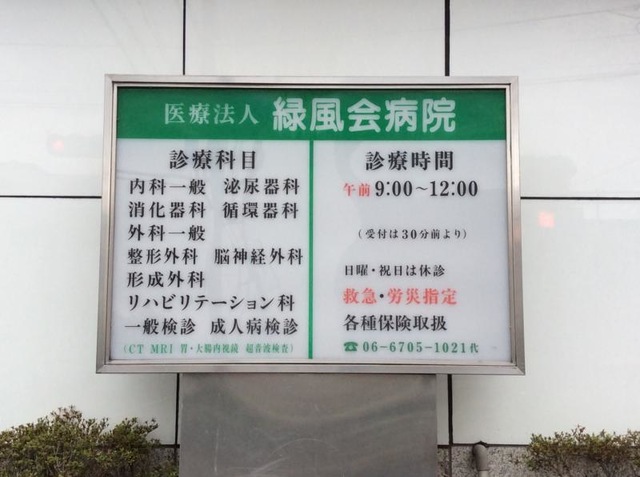 医療法人 緑風会病院
診療科目
内科一般 泌尿器科
消化器科 循環器科
外科一般
整形外科 脳神経外科
形成外科
リハビリテーション科
一般検診 成人病検診
(CT MRI 胃・大腸内視鏡 超音波検査)
診療時間
午前 9:00〜12:00
(受付は30分前より)
日曜・祝日は休診
救急・労災指定
各種保険取扱
☎06-6705-1021代